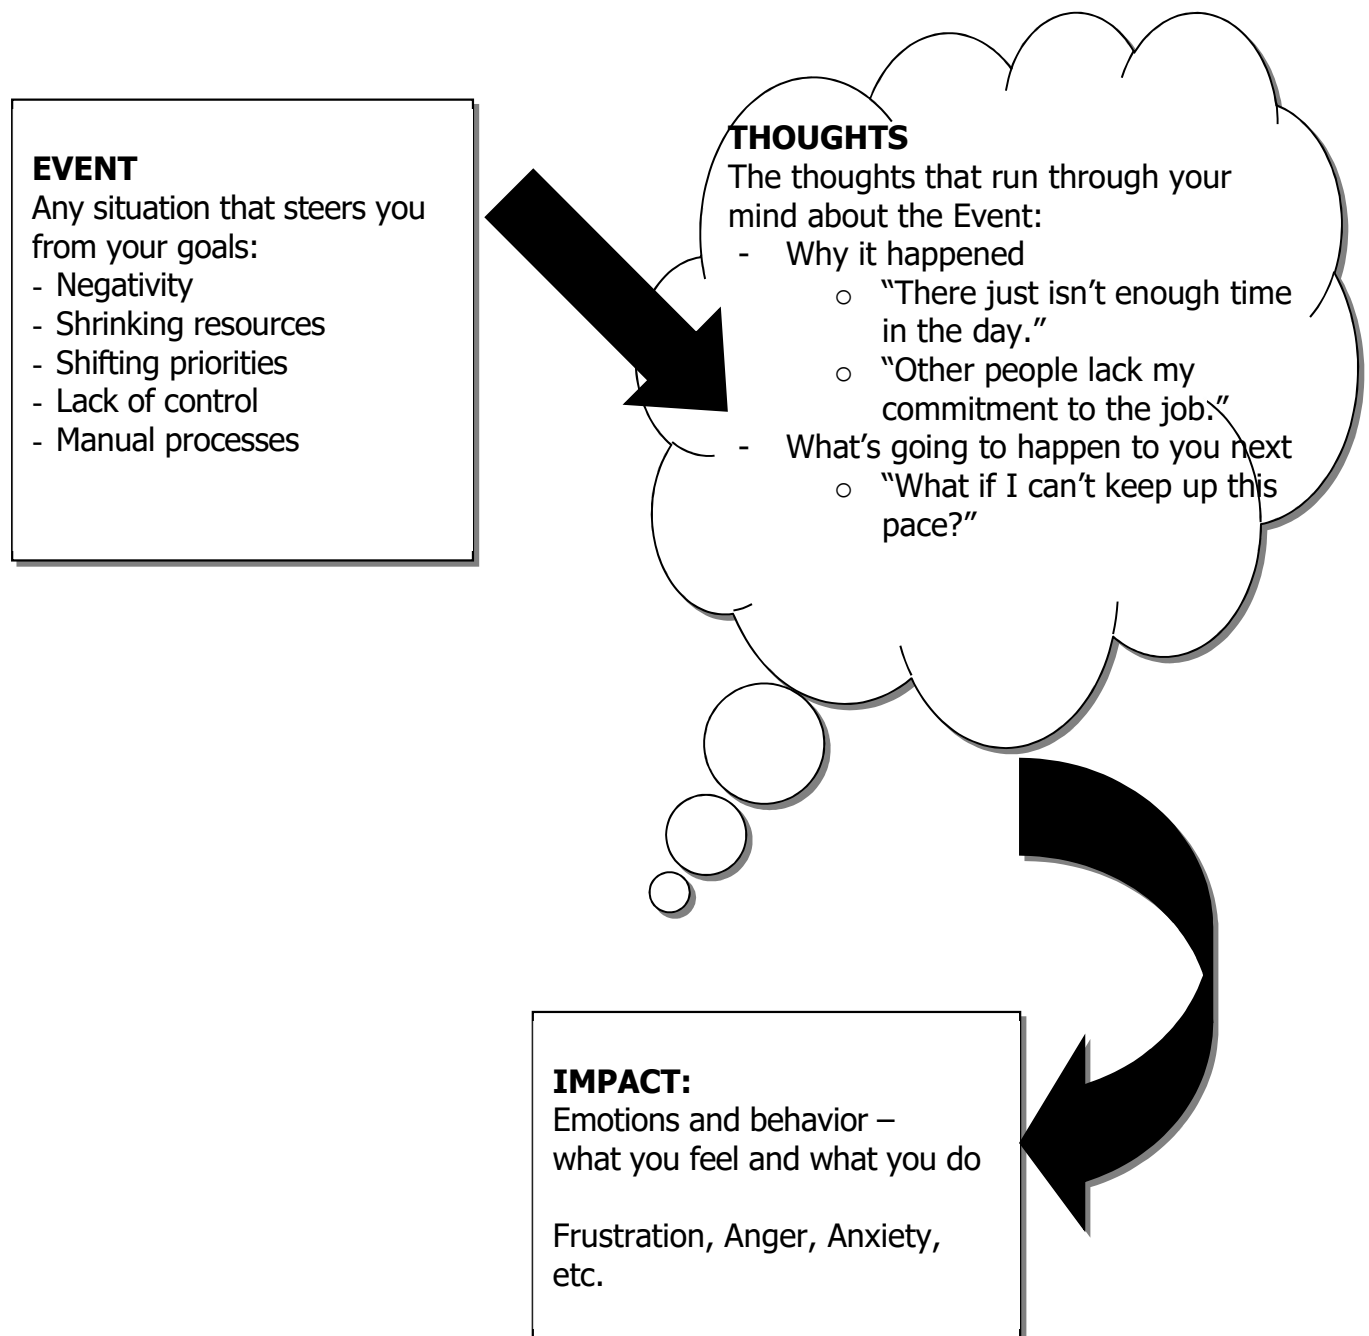 EVENT
Any situation that steers you
from your goals:
- Negativity
- Shrinking resources
- Shifting priorities
- Lack of control
- Manual processes
THOUGHTS
The thoughts that run through your
mind about the Event:
- Why it happened
o “There just isn’t enough time
in the day.”
o “Other people lack my
commitment to the job.”
- What’s going to happen to you next
o “What if I can’t keep up this
pace?”
IMPACT:
Emotions and behavior –
what you feel and what you do
Frustration, Anger, Anxiety,
etc.